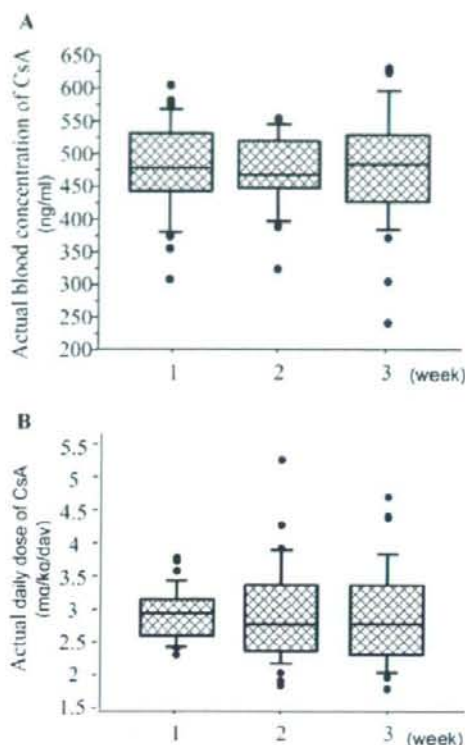 A
Actual blood concentration of CsA
(ng/ml)
650
600
550
500
450
400
350
300
250
200
1 2 3 (week)
B
Actual daily dose of CsA
(mg/kg/day)
5.5
5
4.5
4
3.5
3
2.5
2
1.5
1 2 3 (week)